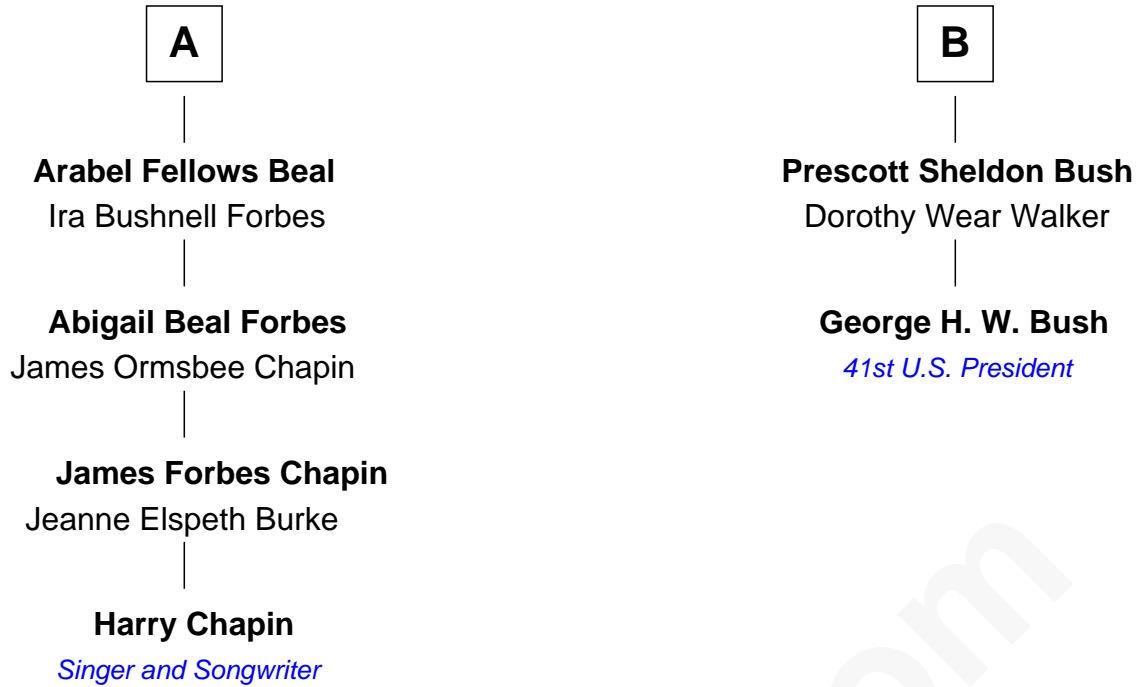 A
Arabel Fellows Beal
Ira Bushnell Forbes
Abigail Beal Forbes
James Ormsbee Chapin
James Forbes Chapin
Jeanne Elspeth Burke
Harry Chapin
Singer and Songwriter
B
Prescott Sheldon Bush
Dorothy Wear Walker
George H. W. Bush
41st U.S. President
om